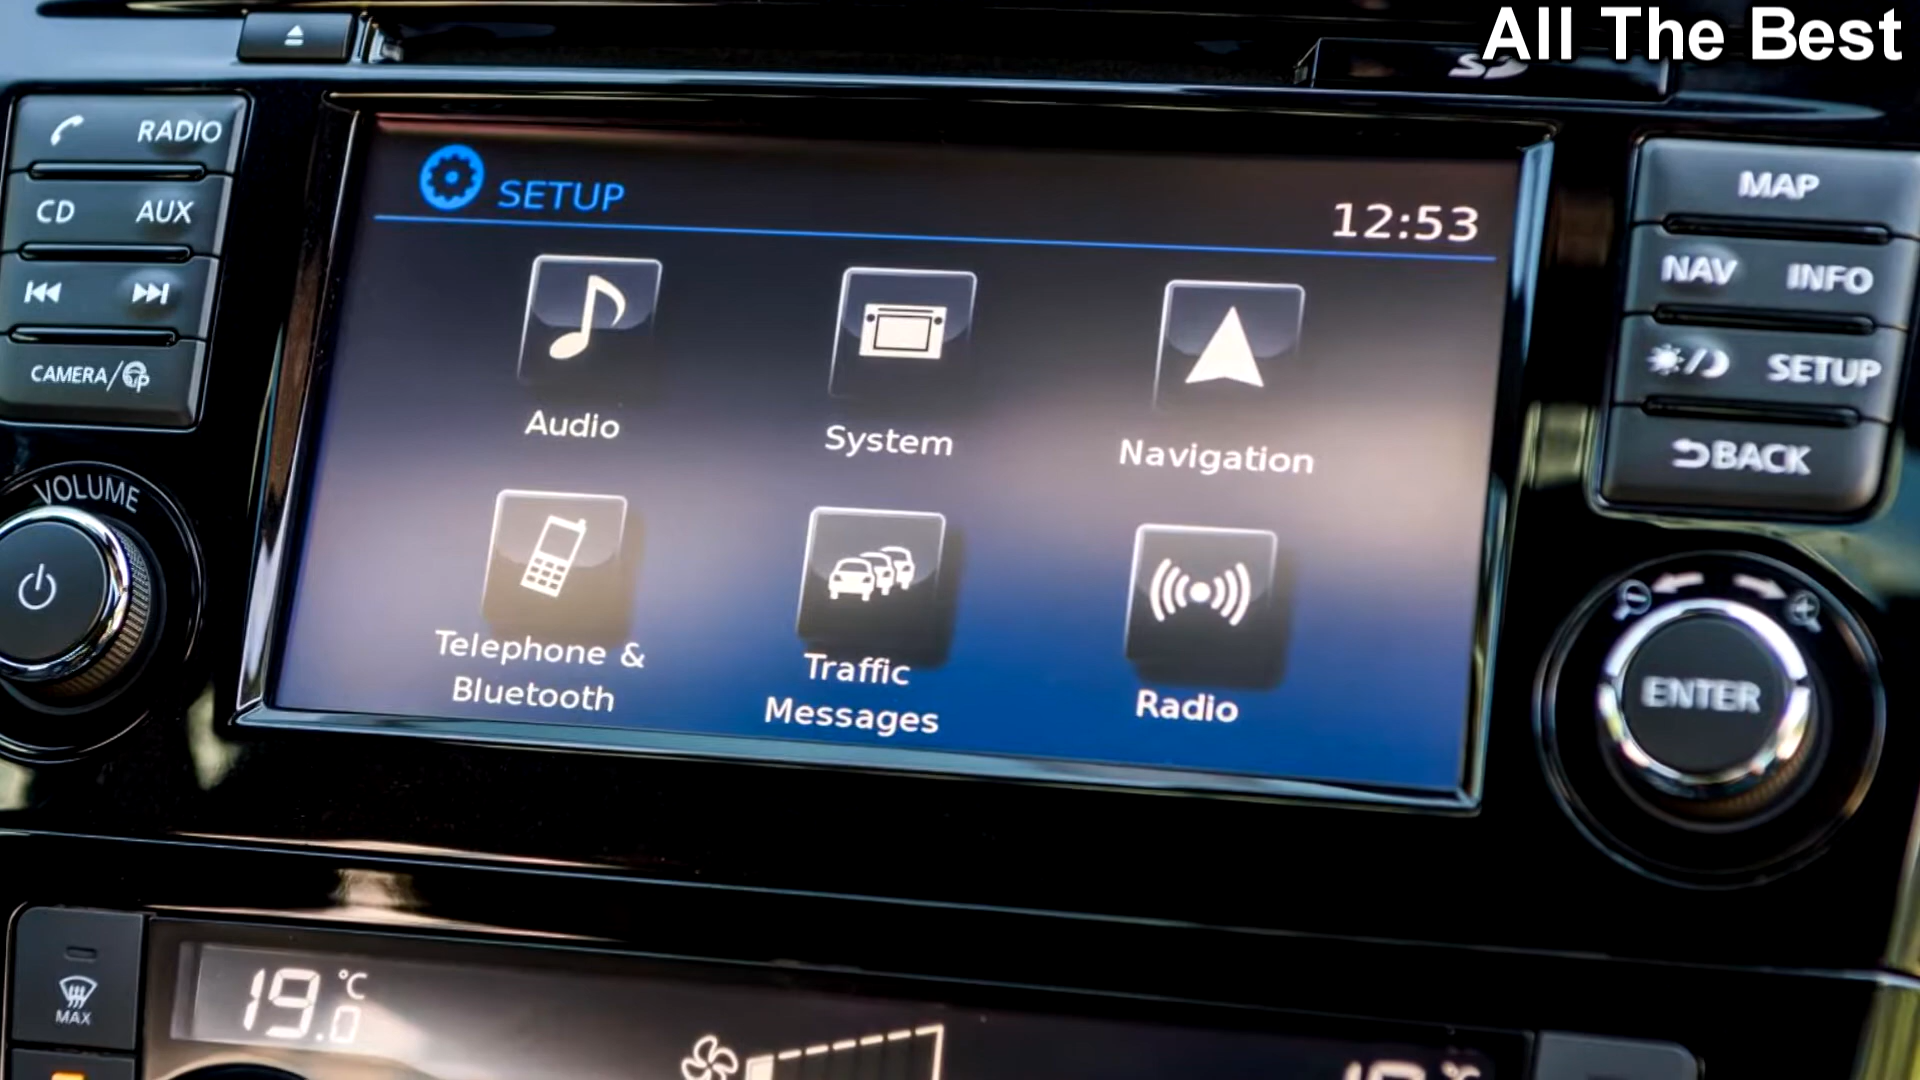 All The Best
SD
RADIO
CD AUX
CAMERA/
VOLUME
SETUP
12:53
Audio
System
Navigation
Telephone &
Bluetooth
Traffic
Messages
Radio
MAP
NAV INFO
SETUP
BACK
ENTER
MAX
19.0 °C